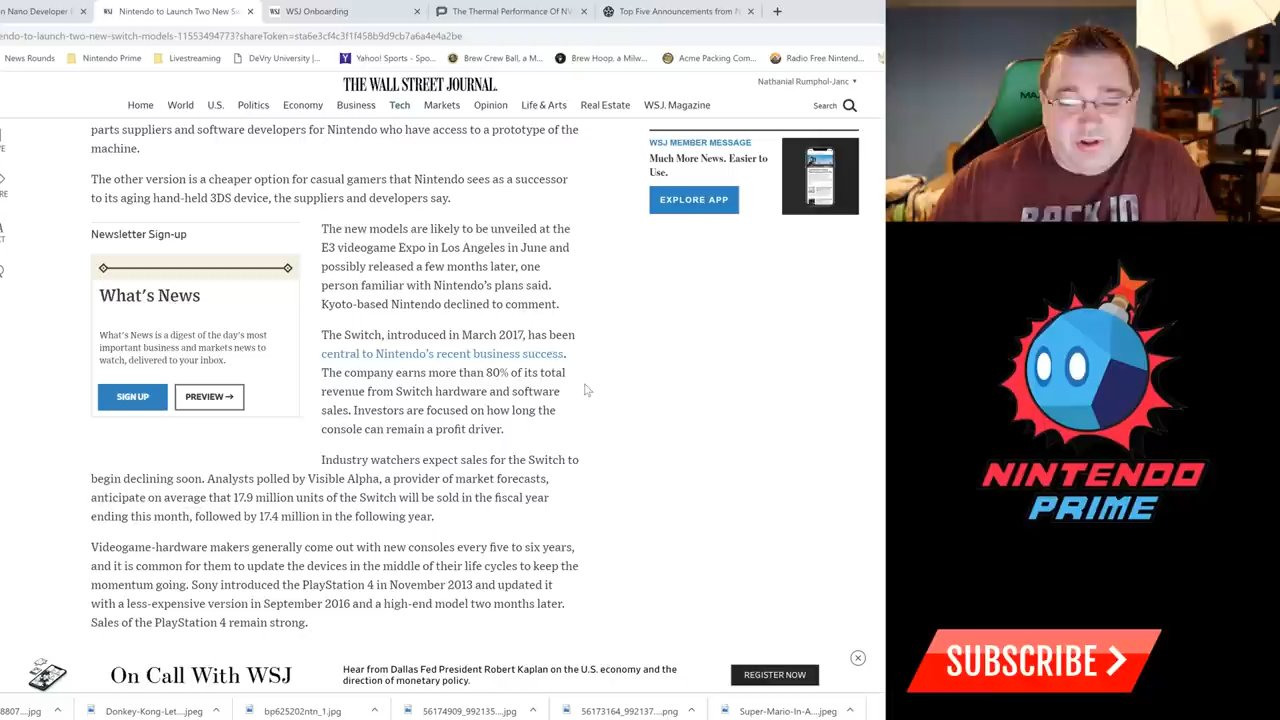 n Nano Developer
Nintendo to Launch Two New Sw
WSJ Onboarding
The Thermal Performance Of NV
Top Five Announcements from
endo-to-launch-two-new-switch-models-11553494773?shareToken=sta6e3cf4c3f1f458b9d9cb7a6a4e4a2be
News Rounds
Nintendo Prime
Livestreaming
DeVry University |...
Yahoo! Sports - Spo...
Brew Crew Ball, a M...
Brew Hoop, a Milw...
Acme Packing Com...
Radio Free Nintend...
THE WALL STREET JOURNAL.
Nathanial Rumphol-Janc
Home World U.S. Politics Economy Business Tech Markets Opinion Life & Arts Real Estate WSJ. Magazine
Search
parts suppliers and software developers for Nintendo who have access to a prototype of the
machine.
The other version is a cheaper option for casual gamers that Nintendo sees as a successor
to its aging hand-held 3DS device, the suppliers and developers say.
Newsletter Sign-up
What's News
What's News is a digest of the day's most
important business and markets news to
watch, delivered to your inbox.
SIGN UP
PREVIEW →
The new models are likely to be unveiled at the
E3 videogame Expo in Los Angeles in June and
possibly released a few months later, one
person familiar with Nintendo's plans said.
Kyoto-based Nintendo declined to comment.
The Switch, introduced in March 2017, has been
central to Nintendo's recent business success.
The company earns more than 80% of its total
revenue from Switch hardware and software
sales. Investors are focused on how long the
console can remain a profit driver.
Industry watchers expect sales for the Switch to
begin declining soon. Analysts polled by Visible Alpha, a provider of market forecasts,
anticipate on average that 17.9 million units of the Switch will be sold in the fiscal year
ending this month, followed by 17.4 million in the following year.
Videogame-hardware makers generally come out with new consoles every five to six years,
and it is common for them to update the devices in the middle of their life cycles to keep the
momentum going. Sony introduced the PlayStation 4 in November 2013 and updated it
with a less-expensive version in September 2016 and a high-end model two months later.
Sales of the PlayStation 4 remain strong.
WSJ MEMBER MESSAGE
Much More News. Easier to
Use.
EXPLORE APP
On Call With WSJ
Hear from Dallas Fed President Robert Kaplan on the U.S. economy and the
direction of monetary policy.
REGISTER NOW
8807....jpg
Donkey-Kong-Let....jpg
bp625202ntn_1.jpg
56174909_992135....jpg
56173164_992137....png
Super-Mario-In-A....jpeg
BACK IN
NINTENDO
PRIME
SUBSCRIBE